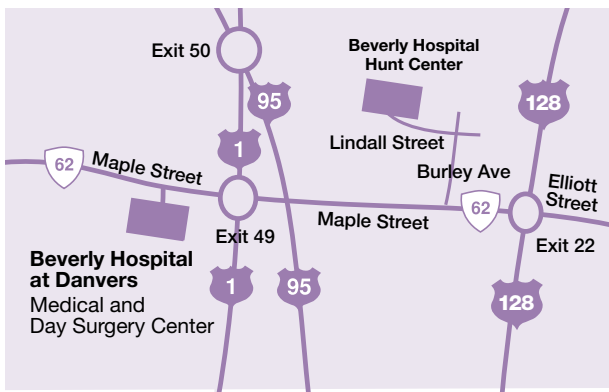 Exit 50
Beverly Hospital
Hunt Center
95
128
1
Lindall Street
62
Maple Street
Burley Ave
Elliott
Street
62
Maple Street
Exit 49
Exit 22
Beverly Hospital
at Danvers
Medical and
Day Surgery Center
1
95
128